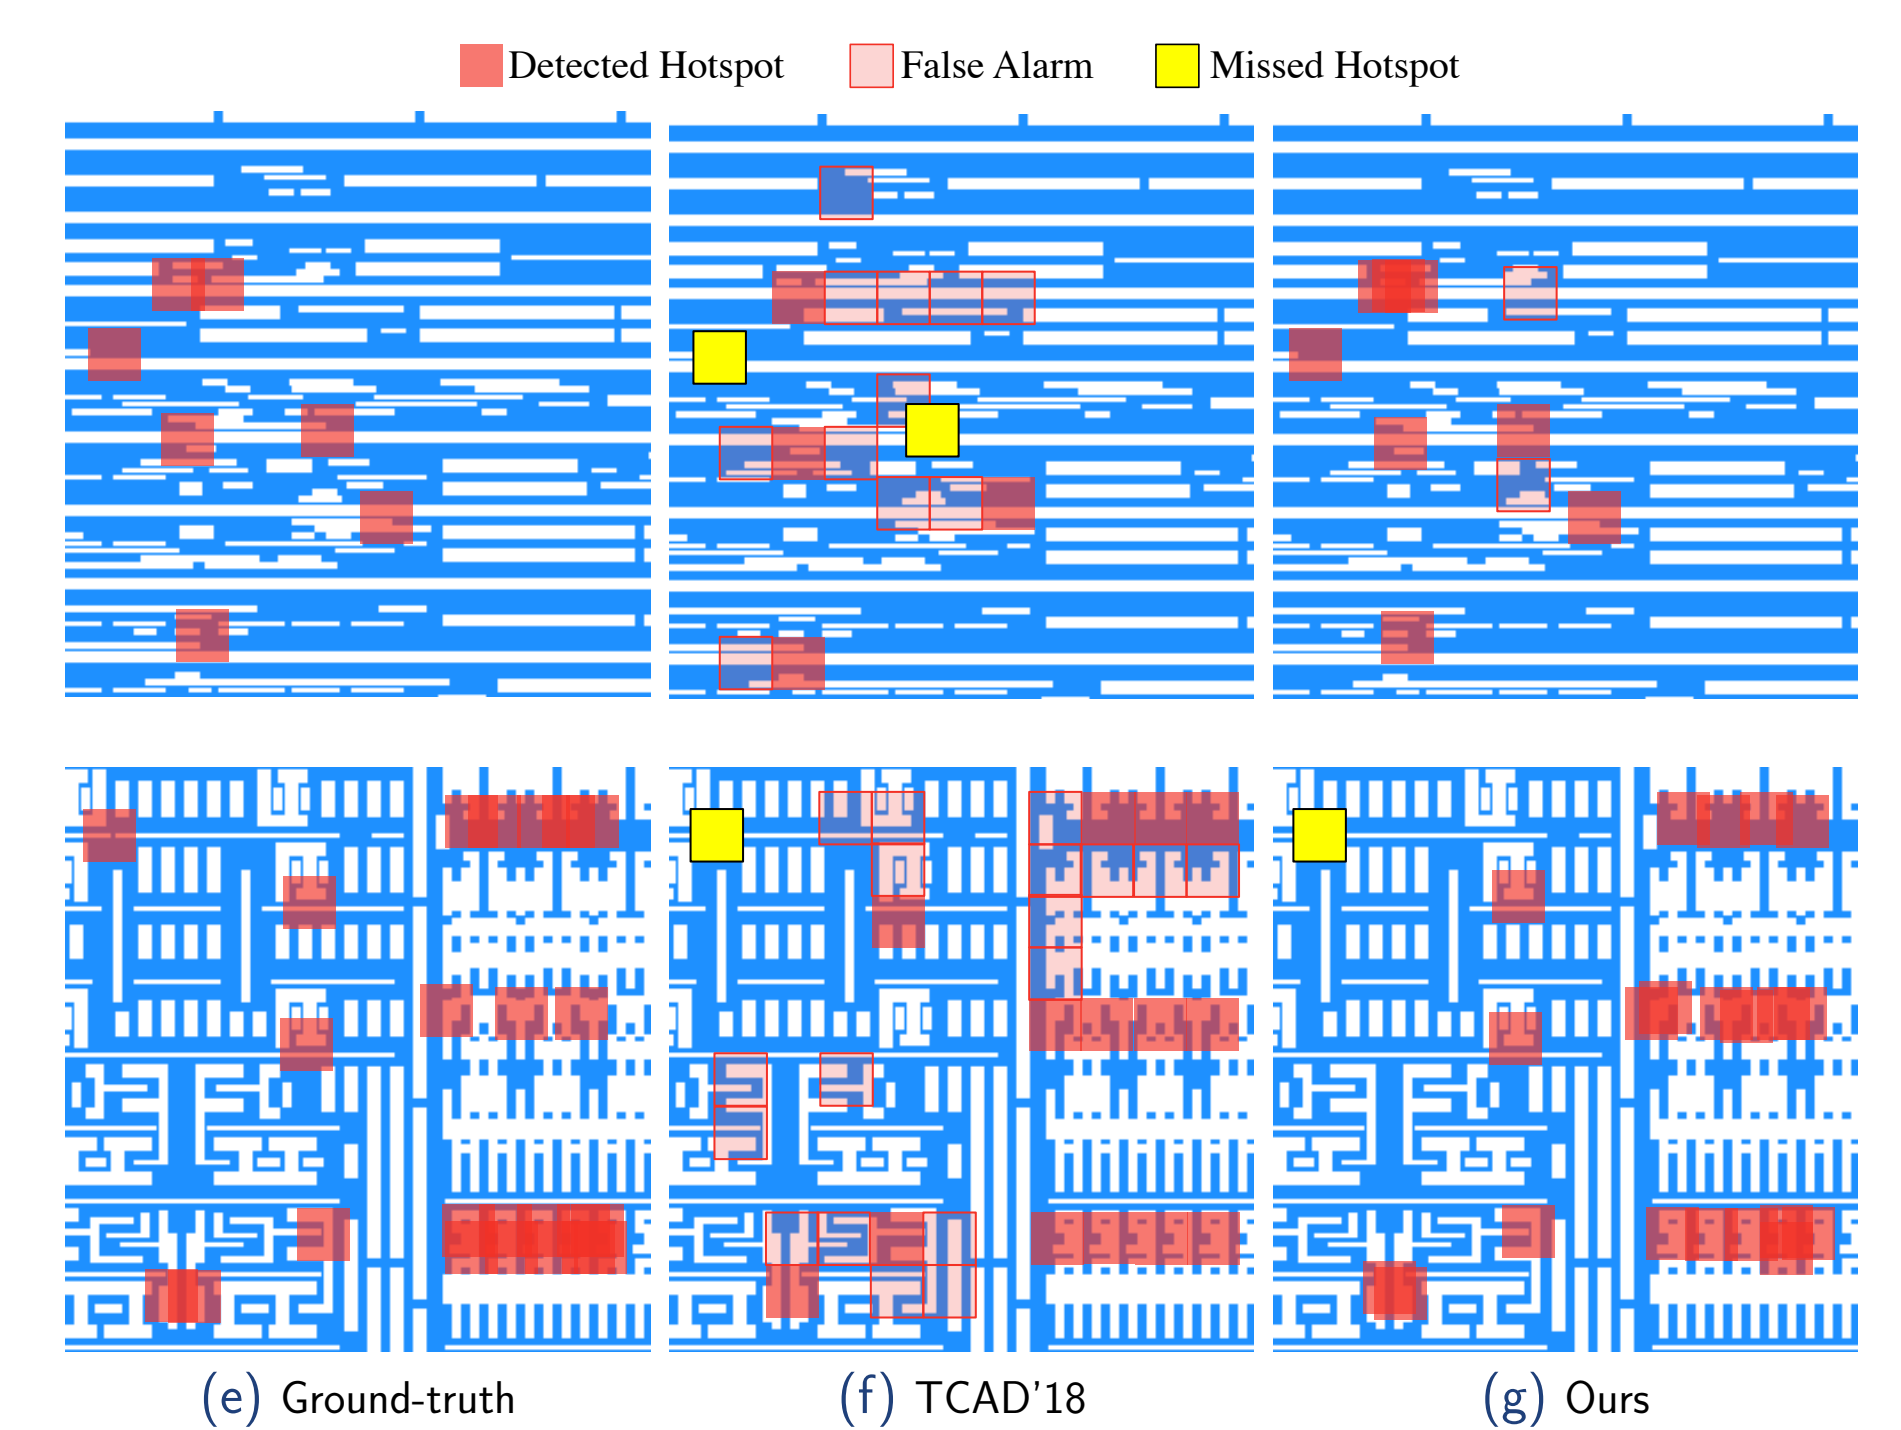 Detected Hotspot False Alarm Missed Hotspot
(e) Ground-truth (f) TCAD'18 (g) Ours